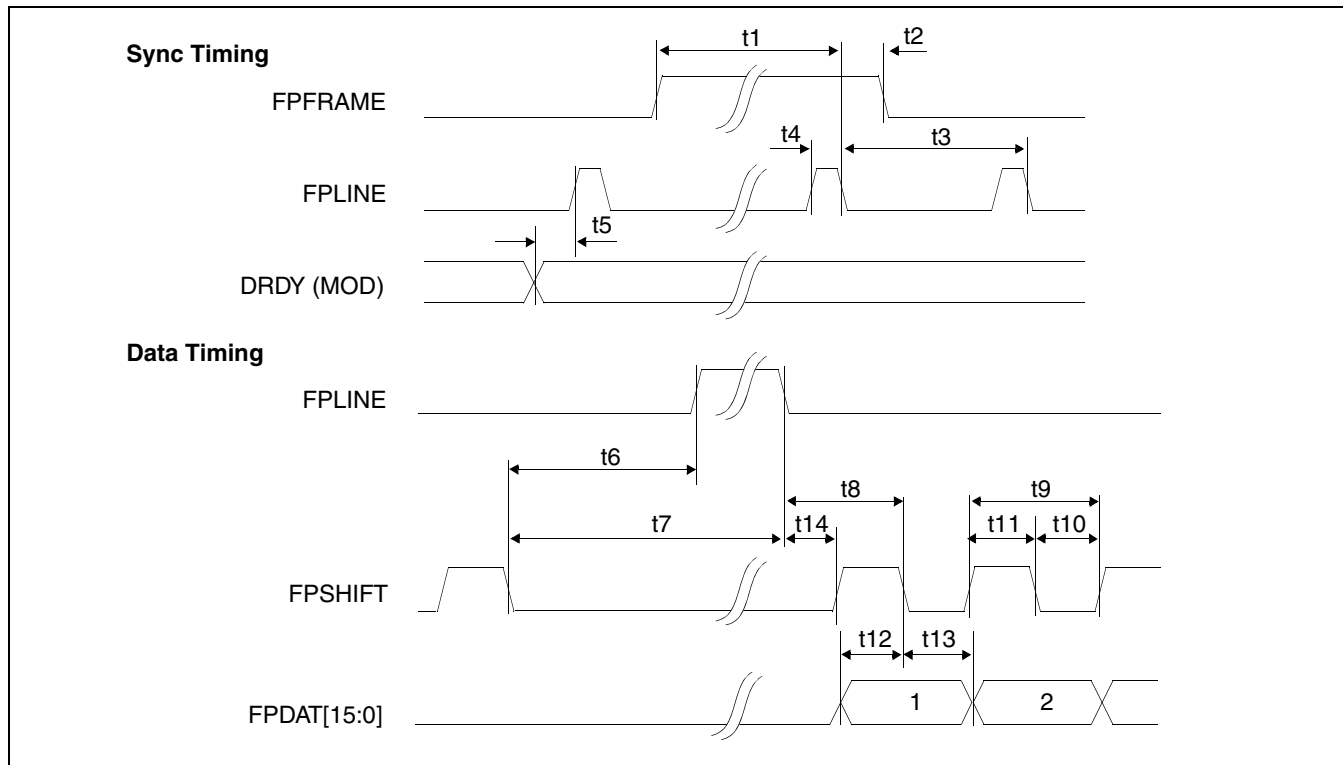 Sync Timing
t1
t2
FPFRAME
t4
t3
FPLINE
t5
DRDY (MOD)
Data Timing
FPLINE
t6
t8
t9
t7
t14
t11
t10
FPSHIFT
t12
t13
FPDAT[15:0]
1
2